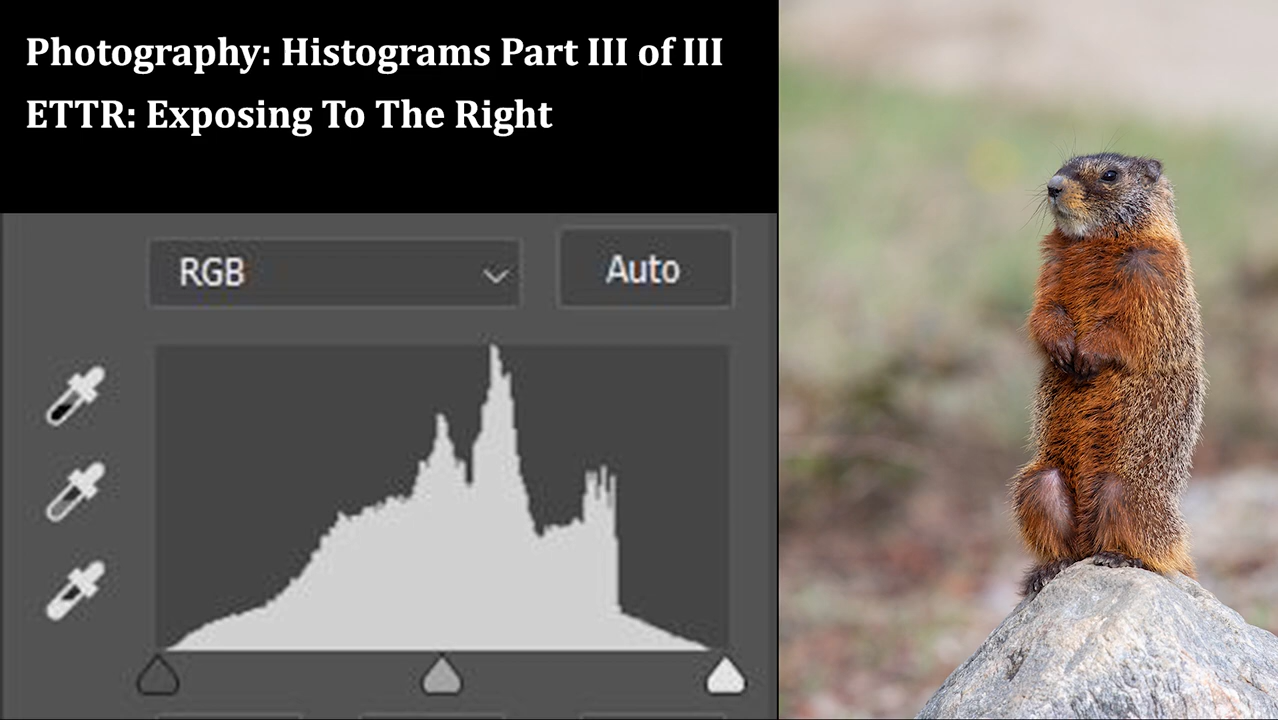 Photography: Histograms Part III of III
ETTR: Exposing To The Right
RGB
Auto